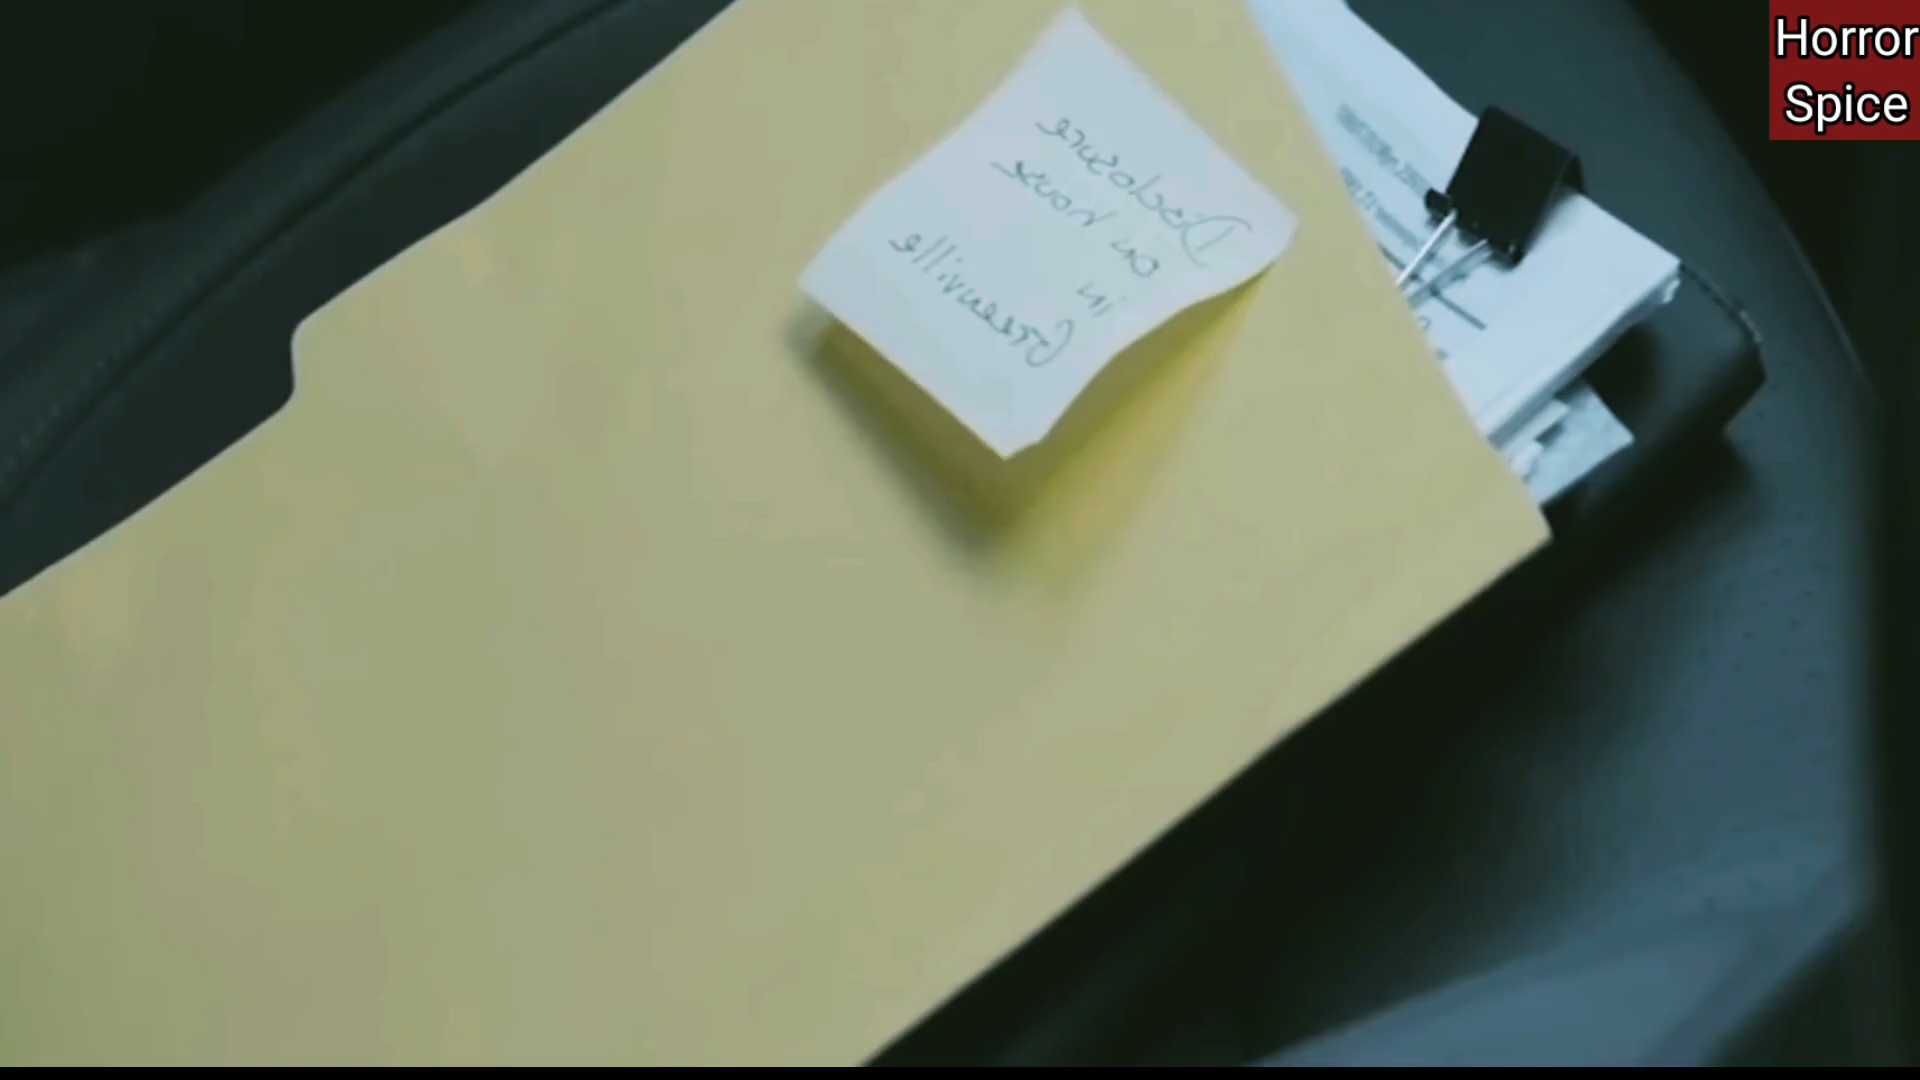 Horror
Spice
Disclosure
on house
in
Greenville